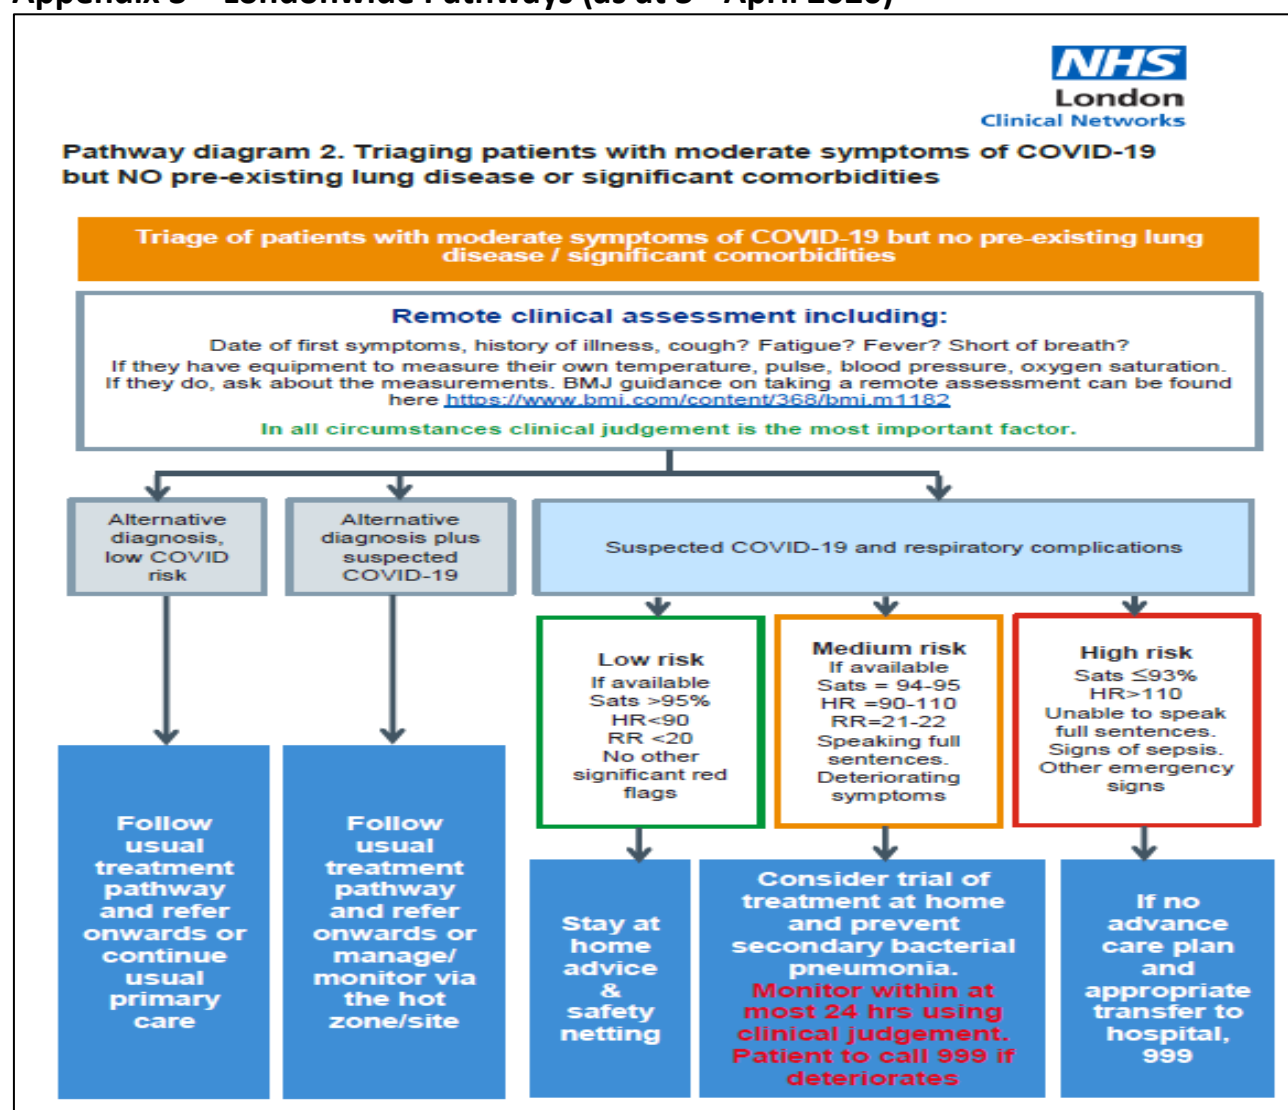 Londonwide Pathways (as at
NHS
London
Clinical Networks
Pathway diagram 2. Triaging patients with moderate symptoms of COVID-19
but NO pre-existing lung disease or significant comorbidities
Triage of patients with moderate symptoms of COVID-19 but no pre-existing lung
disease / significant comorbidities
Remote clinical assessment including:
Date of first symptoms, history of illness, cough? Fatigue? Fever? Short of breath?
If they have equipment to measure their own temperature, pulse, blood pressure, oxygen saturation.
If they do, ask about the measurements. BMJ guidance on taking a remote assessment can be found
here https://www.bmj.com/content/368/bmj.m1182
In all circumstances clinical judgement is the most important factor.
Alternative
diagnosis,
low COVID
risk
Alternative
diagnosis plus
suspected
COVID-19
Suspected COVID-19 and respiratory complications
Low risk
If available
Sats >95%
HR<90
RR <20
No other
significant red
flags
Medium risk
If available
Sats = 94-95
HR =90-110
RR=21-22
Speaking full
sentences.
Deteriorating
symptoms
High risk
Sats ≤93%
HR>110
Unable to speak
full sentences.
Signs of sepsis.
Other emergency
signs
Follow
usual
treatment
pathway
and refer
onwards or
continue
usual
primary
care
Follow
usual
treatment
pathway
and refer
onwards or
manage/
monitor via
the hot
zone/site
Stay at
home
advice
&
safety
netting
Consider trial of
treatment at home
and prevent
secondary bacterial
pneumonia.
Monitor within at
most 24 hrs using
clinical judgement.
Patient to call 999 if
deteriorates
If no
advance
care plan
and
appropriate
transfer to
hospital,
999